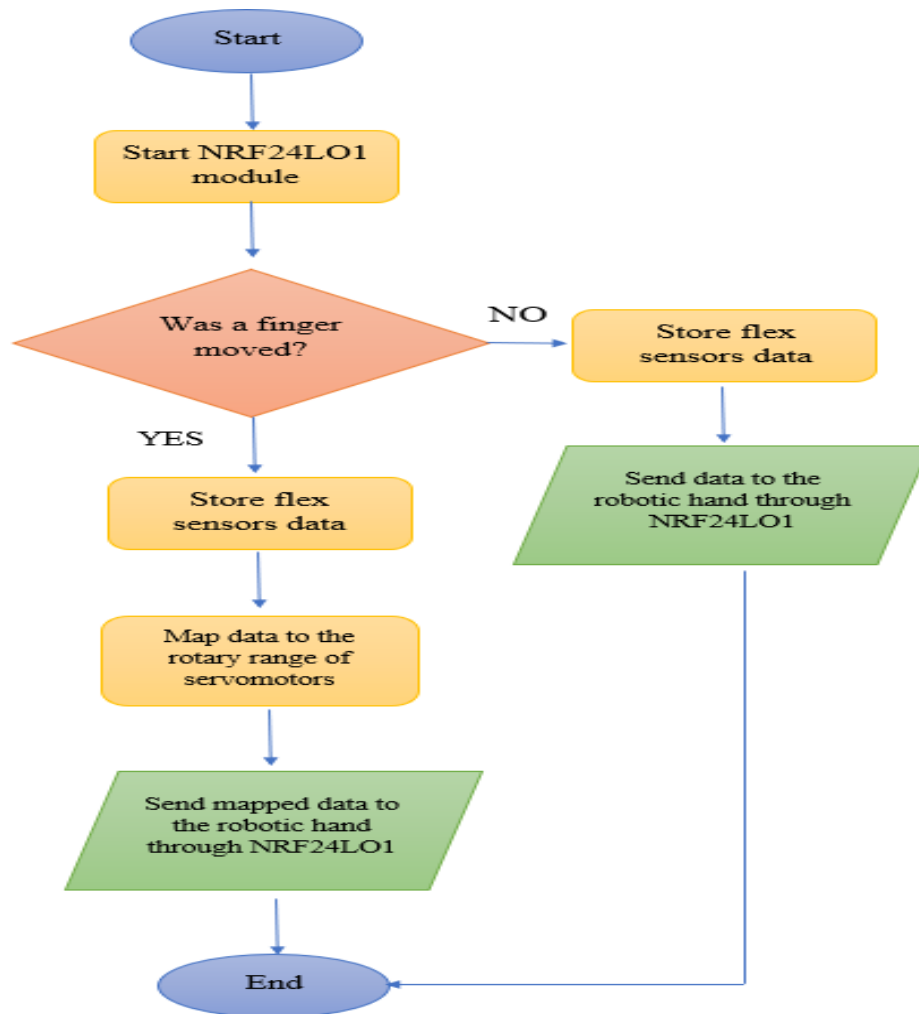 Start
Start NRF24LO1
module
Was a finger
moved?
NO
Store flex
sensors data
Send data to the
robotic hand through
NRF24LO1
YES
Store flex
sensors data
Map data to the
rotary range of
servomotors
Send mapped data to
the robotic hand
through NRF24LO1
End